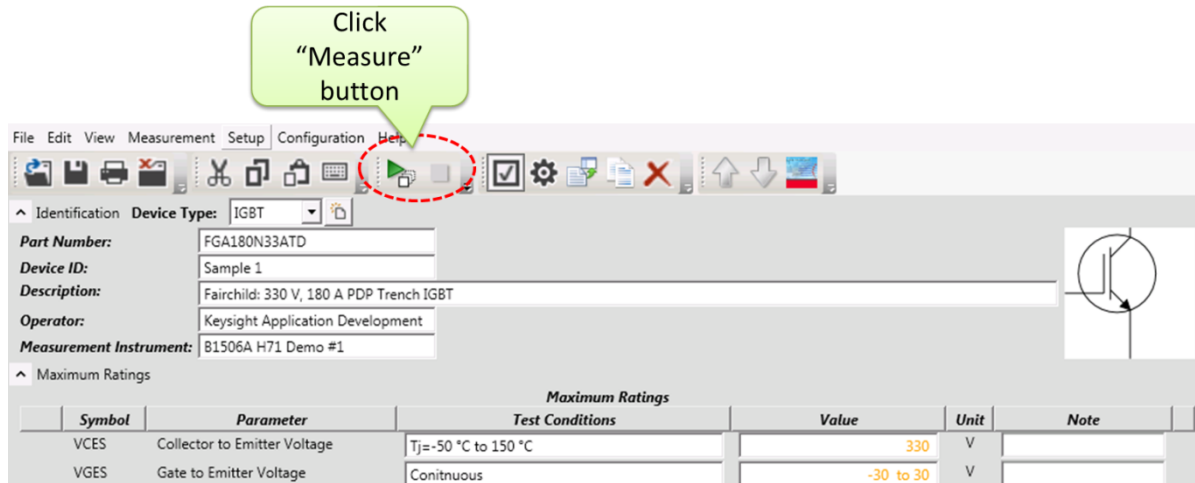 Click
“Measure”
button
File Edit View Measurement Setup Configuration Help
Identification Device Type: IGBT
Part Number: FGA180N33ATD
Device ID: Sample 1
Description: Fairchild: 330 V, 180 A PDP Trench IGBT
Operator: Keysight Application Development
Measurement Instrument: B1506A H71 Demo #1
Maximum Ratings
Maximum Ratings
Symbol Parameter Test Conditions Value Unit Note
VCES Collector to Emitter Voltage Tj=-50 °C to 150 °C 330 V
VGES Gate to Emitter Voltage Conitnuous -30 to 30 V